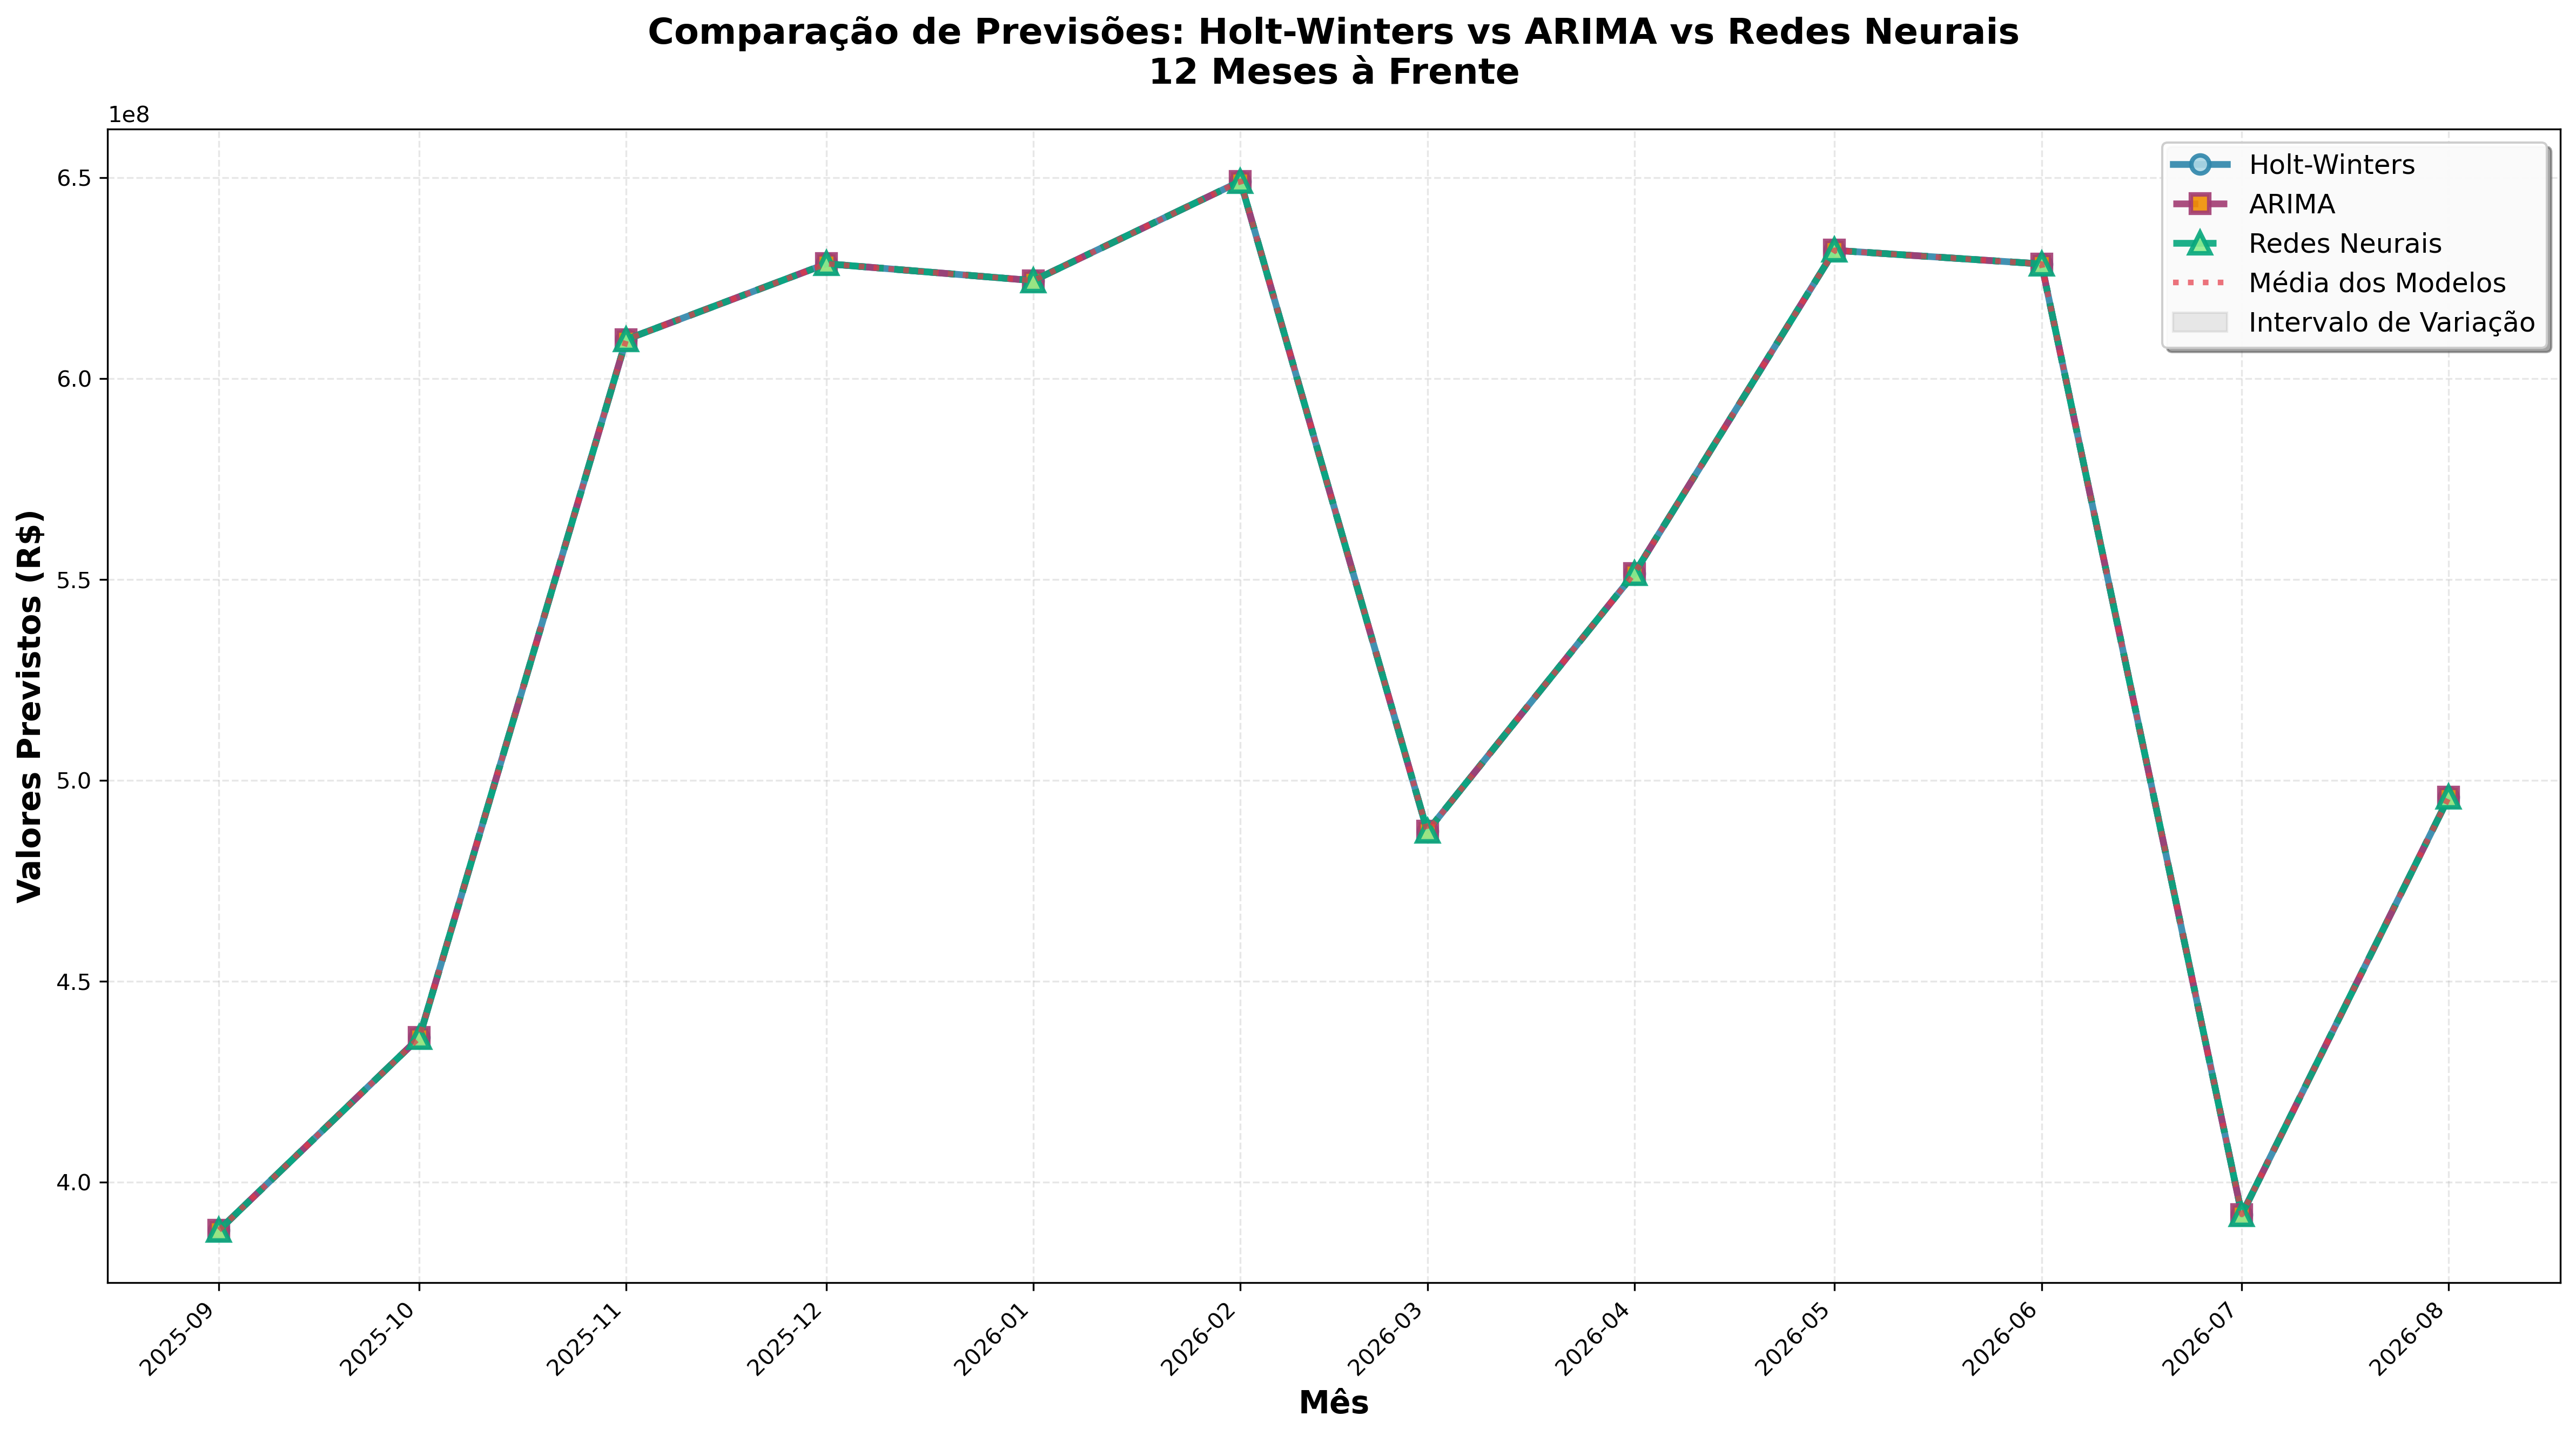 Comparação de Previsões: Holt-Winters vs ARIMA vs Redes Neurais
12 Meses à Frente
1e8
Holt-Winters
ARIMA
Redes Neurais
Média dos Modelos
Intervalo de Variação
Valores Previstos (R$)
6.5
6.0
5.5
5.0
4.5
4.0
2025-09
2025-10
2025-11
2025-12
2026-01
2026-02
2026-03
2026-04
2026-05
2026-06
2026-07
2026-08
Mês